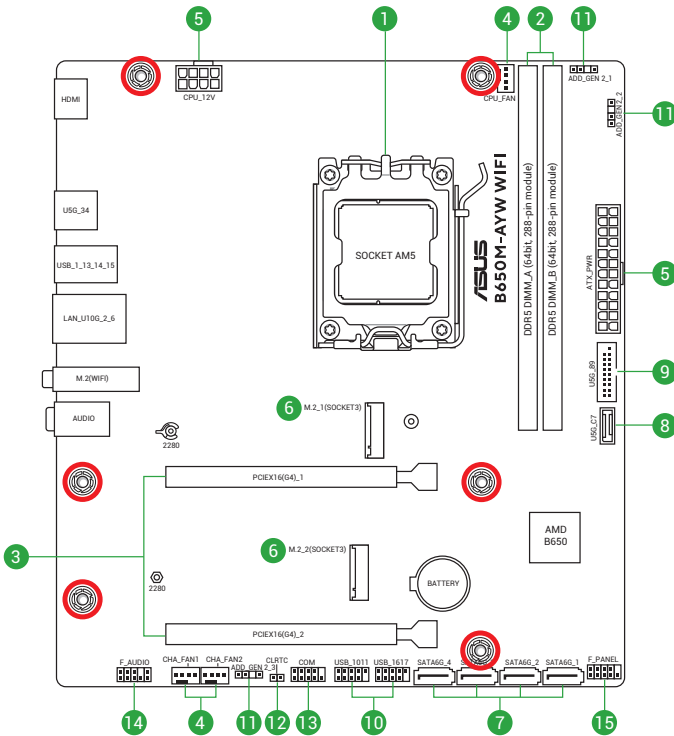 5
1
4
2
11
HDMI
CPU_12V
CPU_FAN
ADD_GEN 2_1
ADD_GEN 2_2
11
U5G_34
USB_1_13_14_15
LAN_U10G_2_6
M.2(WIFI)
AUDIO
SOCKET AM5
ASUS
B650M-AYW WIFI
DDR5 DIMM_A (64bit, 288-pin module)
DDR5 DIMM_B (64bit, 288-pin module)
ATX_PWR
5
U5G_89
9
U5G_C7
8
6
M.2_1(SOCKET3)
2280
PCIEX16(G4)_1
3
AMD
B650
6
M.2_2(SOCKET3)
2280
BATTERY
PCIEX16(G4)_2
F_AUDIO
CHA_FAN1
CHA_FAN2
ADD_GEN 2_3
CLRTC
COM
USB_1011
USB_1617
SATA6G_4
SATA6G_2
SATA6G_1
F_PANEL
14
4
11
12
13
10
7
15